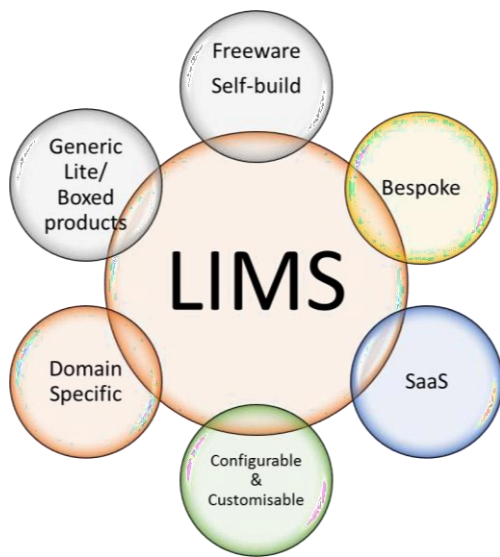 Freeware
Self-build
Generic
Lite/
Boxed
products
Bespoke
LIMS
Domain
Specific
SaaS
Configurable
&
Customisable